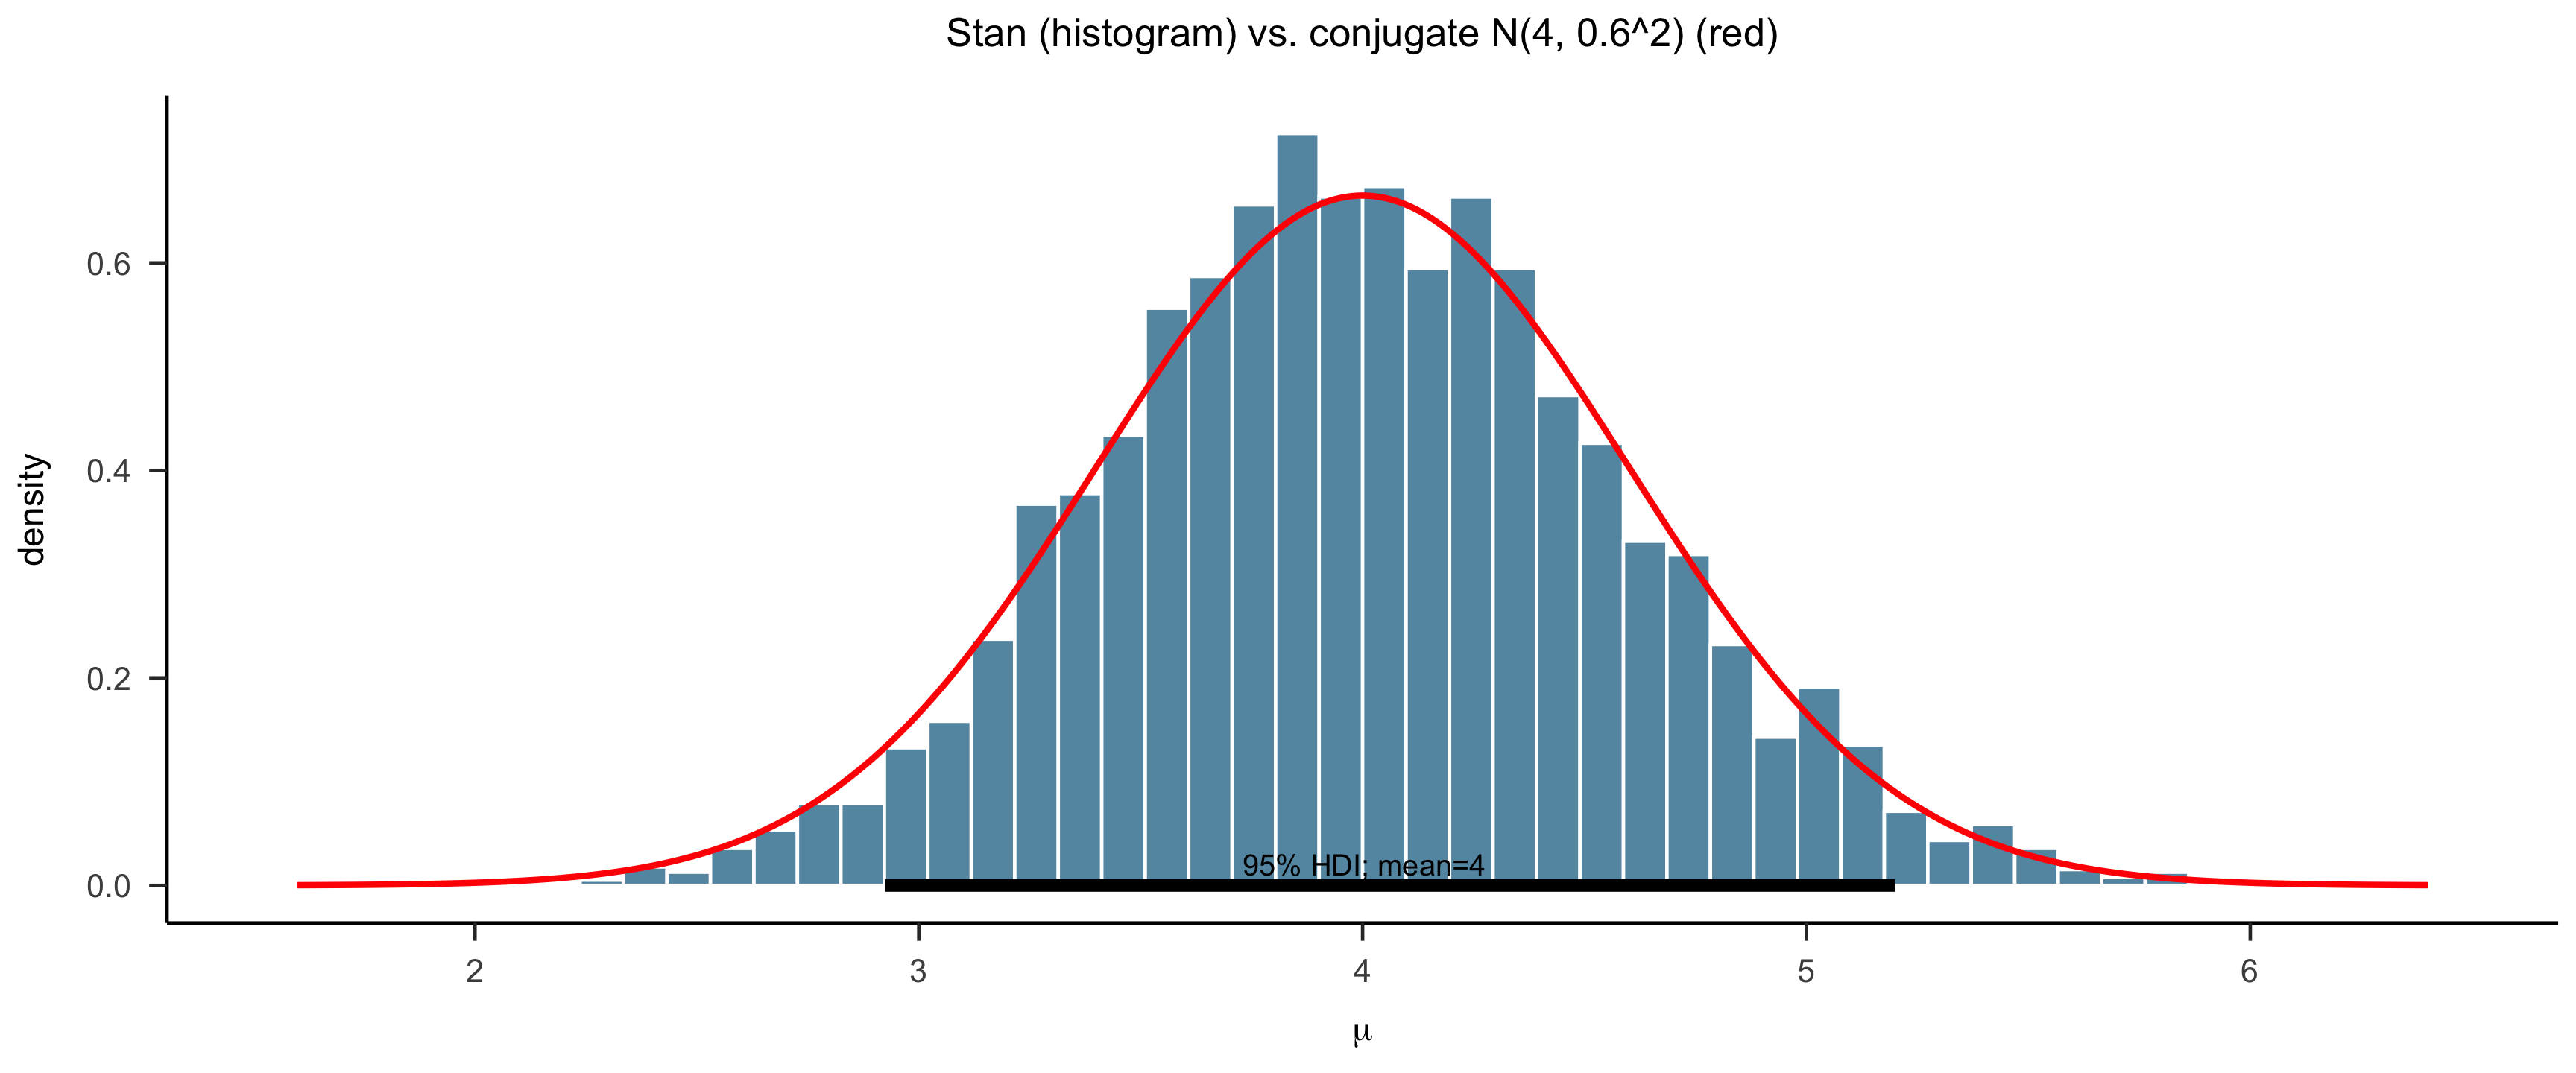 Stan (histogram) vs. conjugate N(4, 0.6^2) (red)
density
0.6
0.4
0.2
0.0
95% HDI; mean=4
2 3 4 5 6
μ